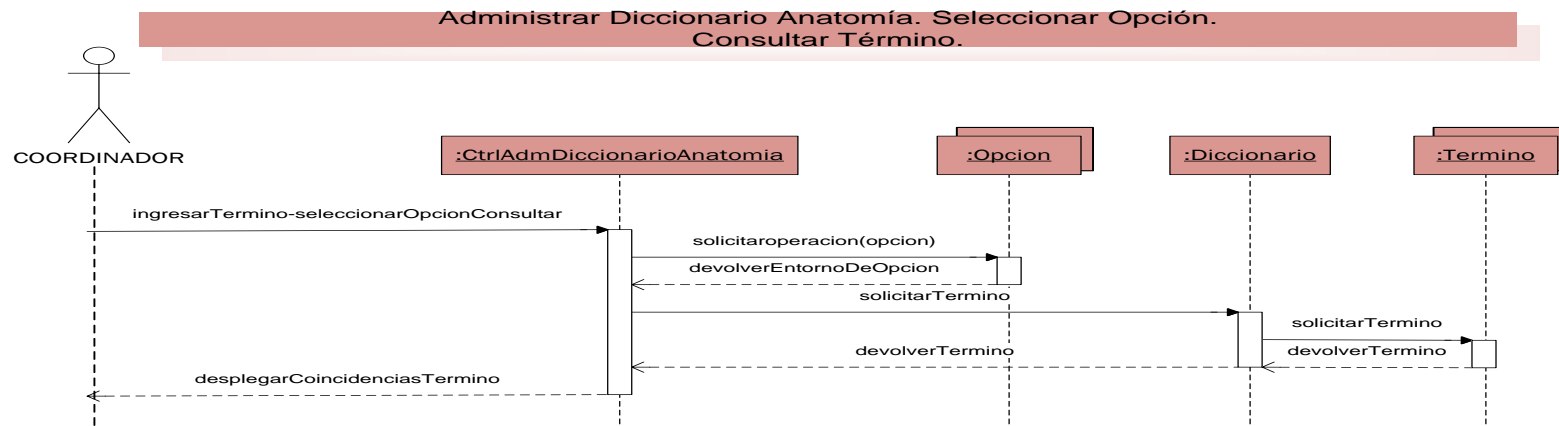 Administrar Diccionario Anatomía. Seleccionar Opción.
Consultar Término.
COORDINADOR
:CtrlAdmDiccionarioAnatomia
:Opcion
:Diccionario
:Termino
ingresarTermino-seleccionarOpcionConsultar
solicitaroperacion(opcion)
devolverEntornoDeOpcion
solicitarTermino
solicitarTermino
devolverTermino
devolverTermino
desplegarCoincidenciasTermino